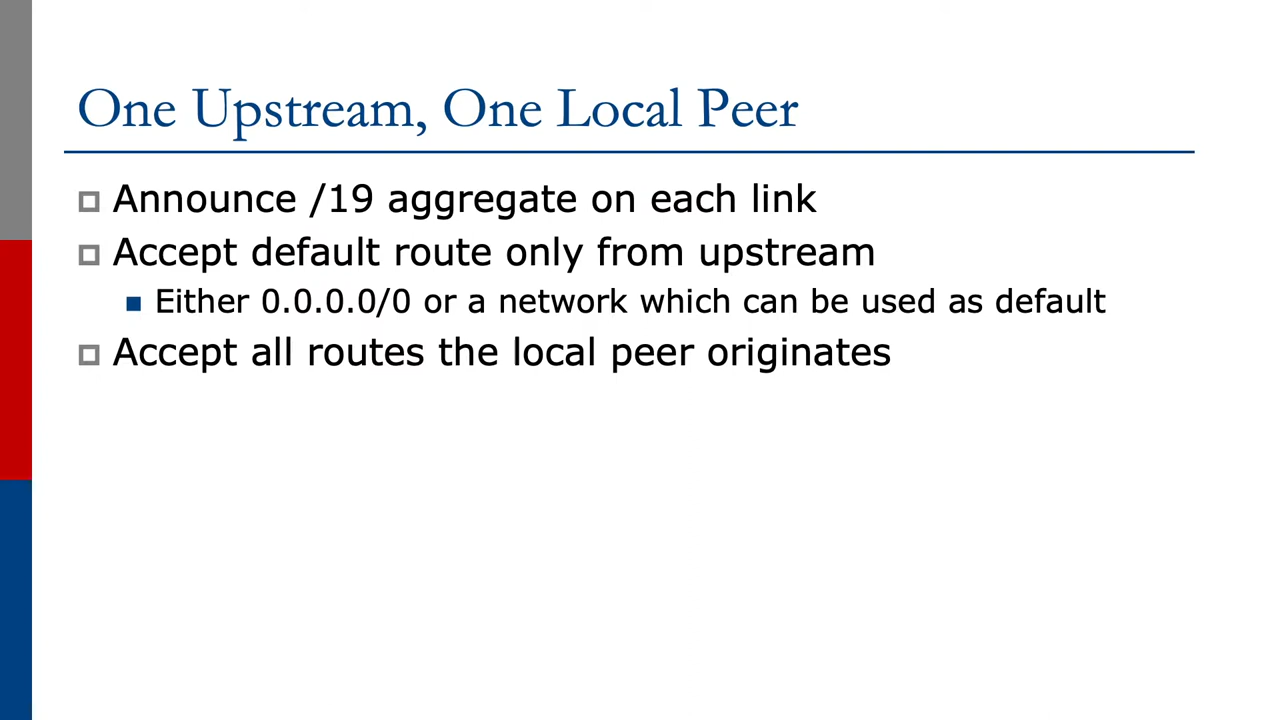 One Upstream, One Local Peer
Announce /19 aggregate on each link
Accept default route only from upstream
Either 0.0.0.0/0 or a network which can be used as default
Accept all routes the local peer originates